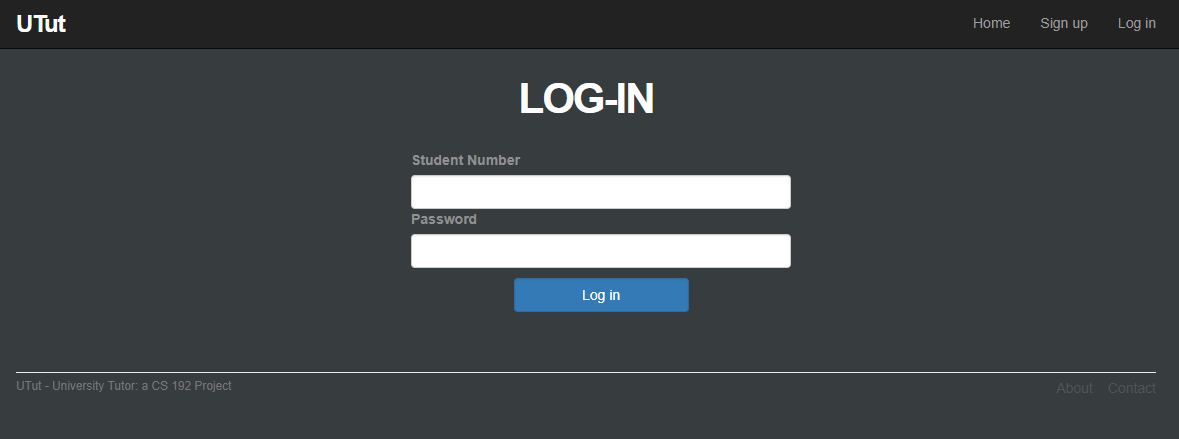 UTut Home Sign up Log in
LOG-IN
Student Number
Password
Log in
UTut - University Tutor: a CS 192 Project About Contact